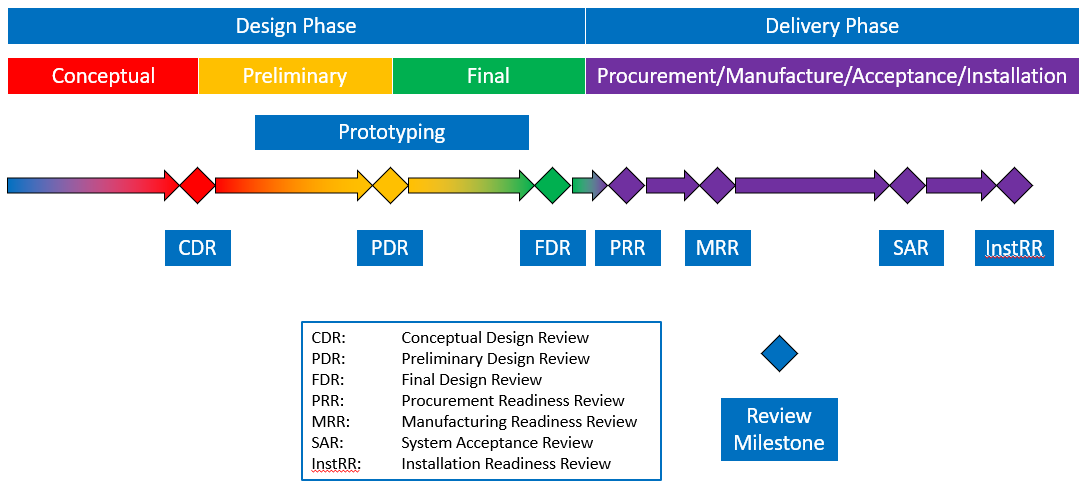 Design Phase
Delivery Phase
Conceptual
Preliminary
Final
Procurement/Manufacture/Acceptance/Installation
Prototyping
CDR
PDR
FDR
PRR
MRR
SAR
InstRR
CDR: Conceptual Design Review
PDR: Preliminary Design Review
FDR: Final Design Review
PRR: Procurement Readiness Review
MRR: Manufacturing Readiness Review
SAR: System Acceptance Review
InstRR: Installation Readiness Review
Review
Milestone